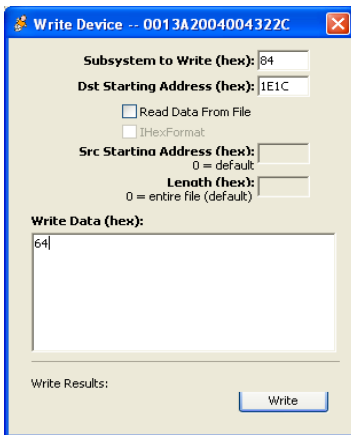 Write Device -- 0013A2004004322C
Subsystem to Write (hex): 84
Dst Starting Address (hex): 1E1C
Read Data From File
IHexFormat
Src Starting Address (hex):
0 = default
Length (hex):
0 = entire file (default)
Write Data (hex):
64
Write Results:
Write